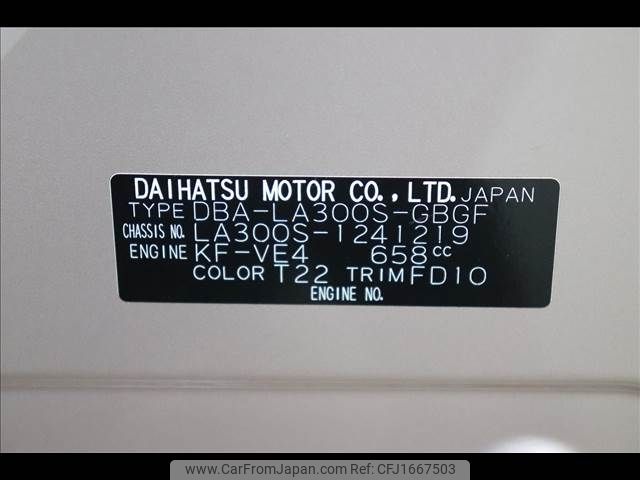 DAIHATSU MOTOR CO., LTD. JAPAN
TYPE DBA-LA300S-GBGF
CHASSIS NO. LA300S-1241219
ENGINE KF-VE4 658cc
COLOR T22 TRIM FD10
ENGINE NO.
www.CarFromJapan.com | CFJ1667503